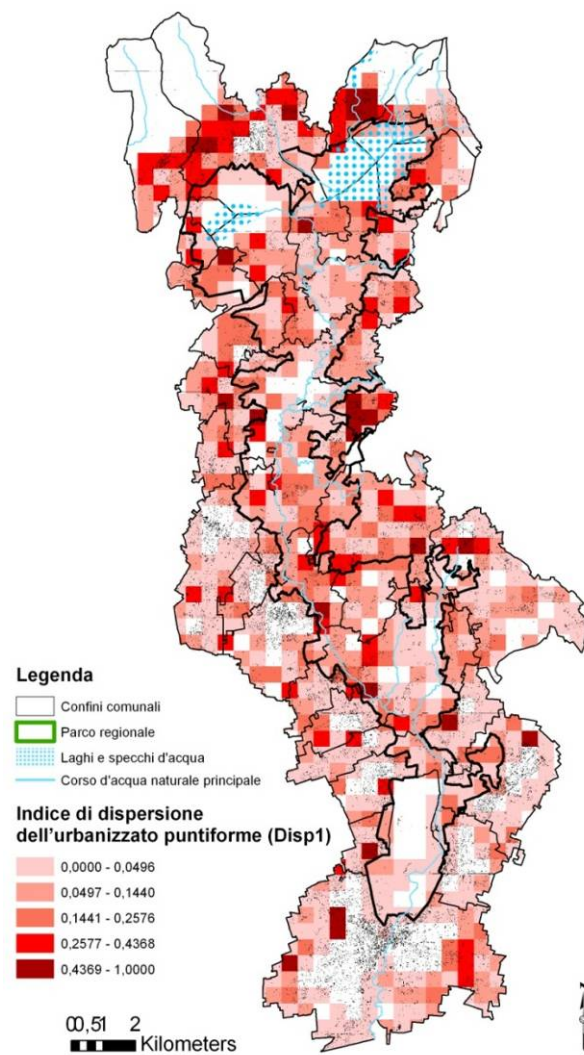 Legenda
Confini comunali
Parco regionale
Laghi e specchi d'acqua
Corso d'acqua naturale principale
Indice di dispersione
dell'urbanizzato puntiforme (Disp1)
0,0000 - 0,0496
0,0497 - 0,1440
0,1441 - 0,2576
0,2577 - 0,4368
0,4369 - 1,0000
00,51 2
Kilometers